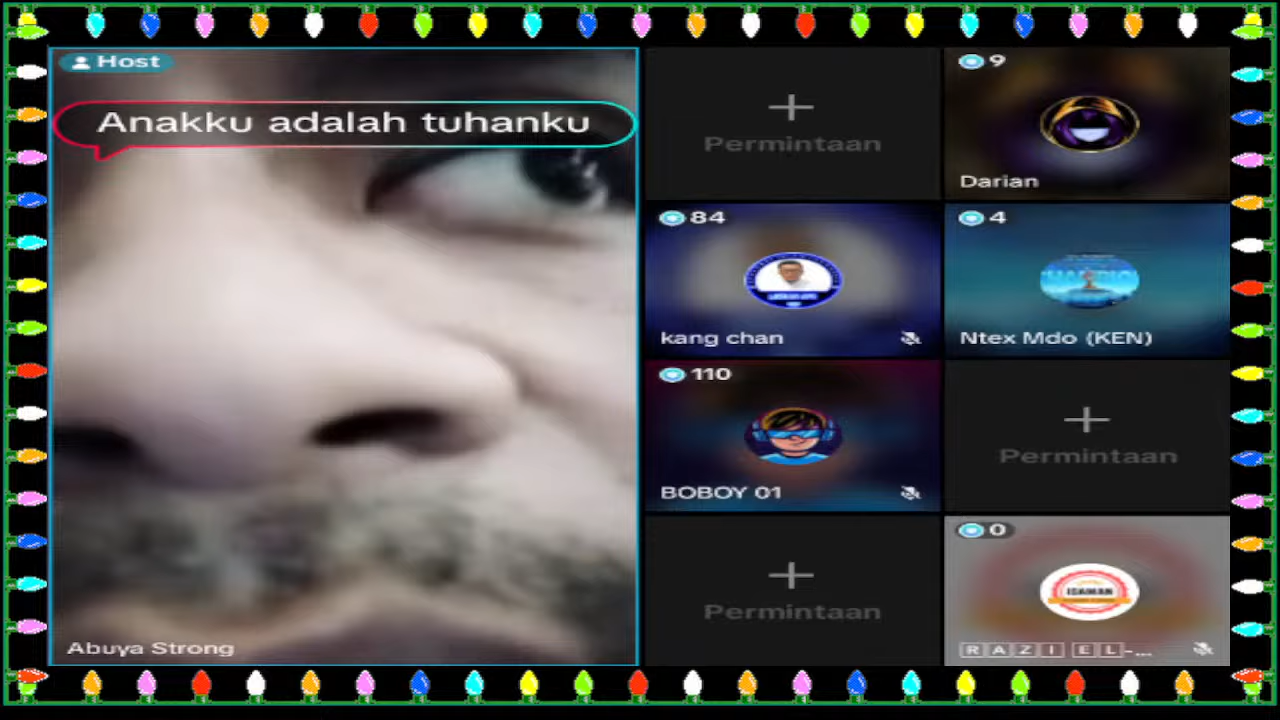 Host
Anakku adalah tuhanku
Abuya Strong
Permintaan
9
Darian
84
kang chan
4
Ntex Mdo (KEN)
110
BOBOY 01
Permintaan
Permintaan
0
RAZIEL-...